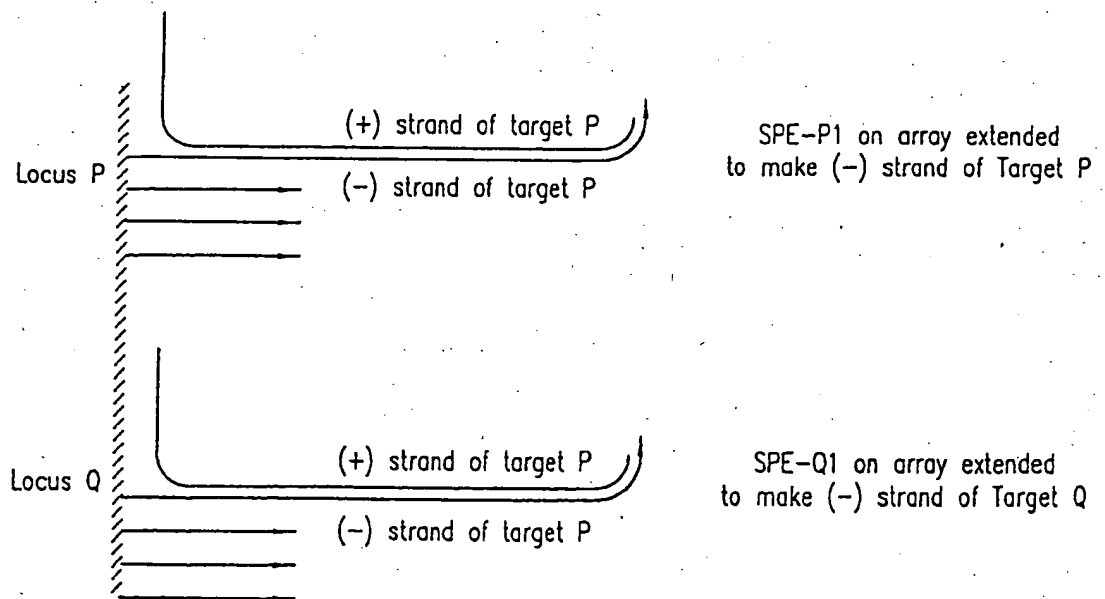 (+) strand of target P
SPE-P1 on array extended
to make (-) strand of Target P
Locus P
(-) strand of target P
(+) strand of target P
SPE-Q1 on array extended
to make (-) strand of Target Q
Locus Q
(-) strand of target P